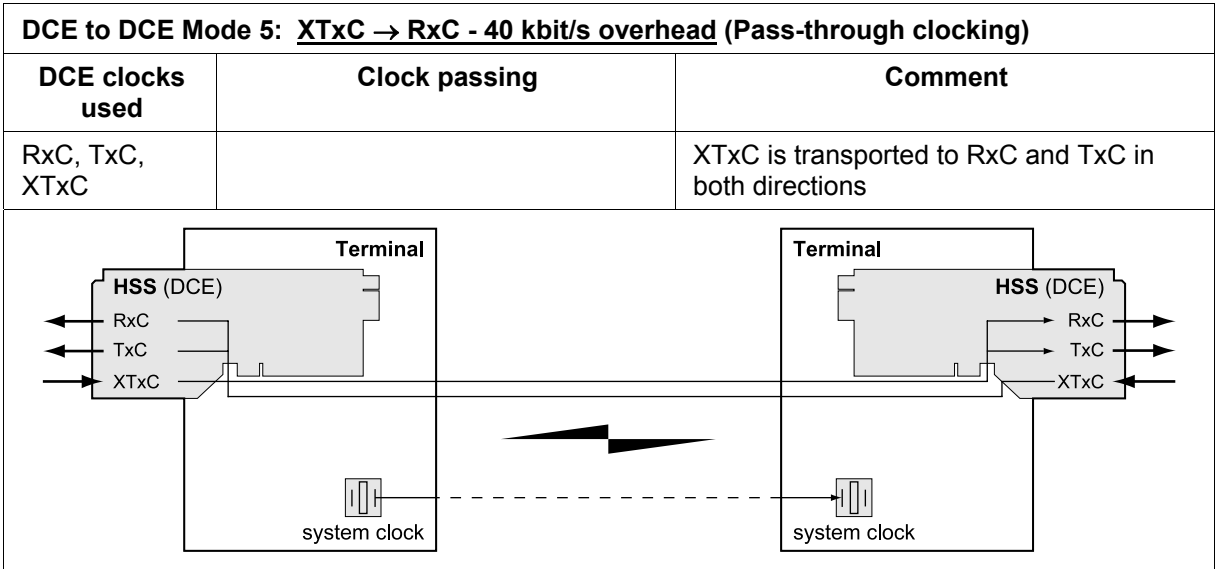 DCE to DCE Mode 5: XTxC → RxC - 40 kbit/s overhead (Pass-through clocking)
DCE clocks used
Clock passing
Comment
RxC, TxC,
XTxC
XTxC is transported to RxC and TxC in
both directions
Terminal
HSS (DCE)
RxC
TxC
XTxC
system clock
Terminal
HSS (DCE)
RxC
TxC
XTxC
system clock